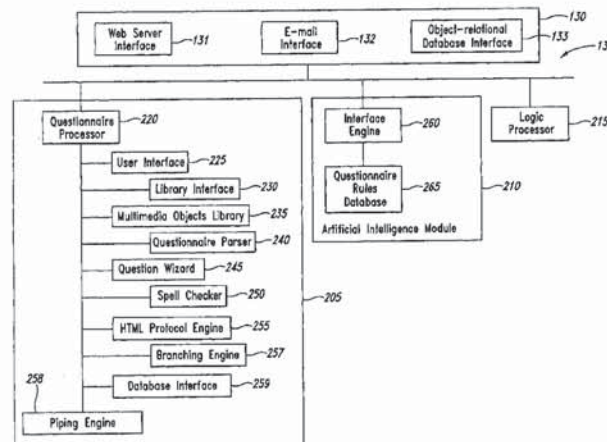 130
Web Server
Interface
131
E-mail
Interface
132
Object-relational
Database Interface
133
Questionnaire
Processor
220
User Interface
225
Library Interface
230
Multimedia Objects Library
235
Questionnaire Parser
240
Question Wizard
245
Spell Checker
250
HTML Protocol Engine
255
Branching Engine
257
Database Interface
259
258
Piping Engine
205
Interface
Engine
260
Questionnaire
Rules
Database
265
210
Artificial Intelligence Module
Logic
Processor
215